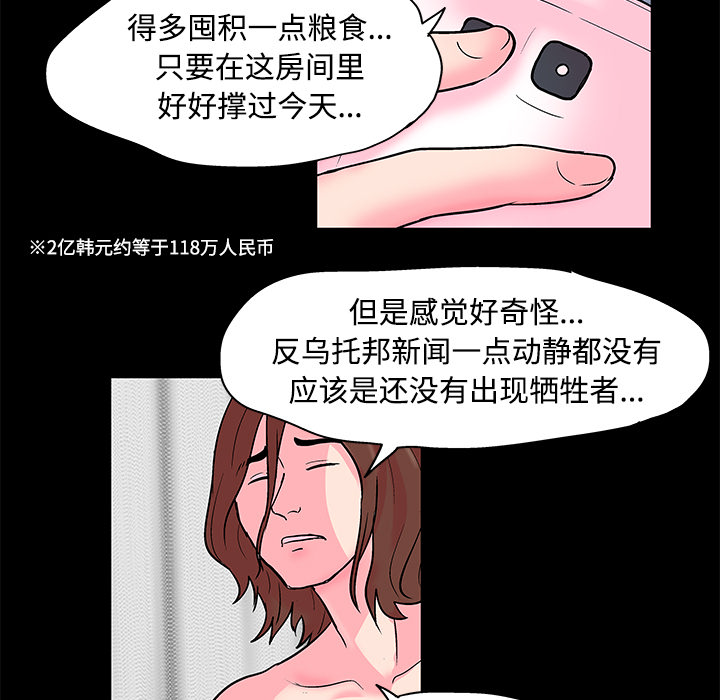 得多囤积一点粮食...
只要在这房间里
好好撑过今天...
※2亿韩元约等于118万人民币
但是感觉好奇怪...
反乌托邦新闻一点动静都没有
应该是还没有出现牺牲者...